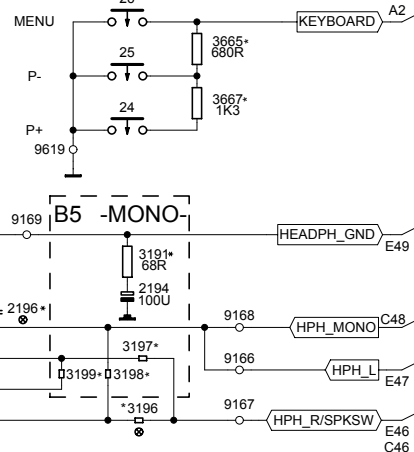 MENU
KEYBOARD
A2
3665*
680R
25
P-
3667*
1K3
24
P+
9619
9169
B5 -MONO-
HEADPH_GND
E49
3191*
68R
2194
100U
2196*
9168
HPH_MONO
C48
3197*
9166
HPH_L
E47
3199*
3198*
*3196
9167
HPH_R/SPKSW
E46
C46